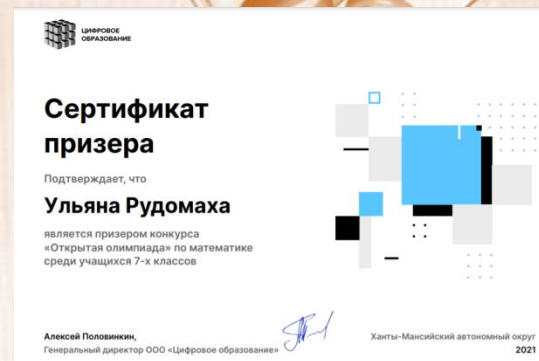 ЦИФРОВОЕ
ОБРАЗОВАНИЕ
Сертификат
призера
Подтверждает, что
Ульяна Рудомаха
является призером конкурса
«Открытая олимпиада» по математике
среди учащихся 7-х классов
Алексей Половинкин,
Генеральный директор ООО «Цифровое образование»
Ханты-Мансийский автономный округ
2021